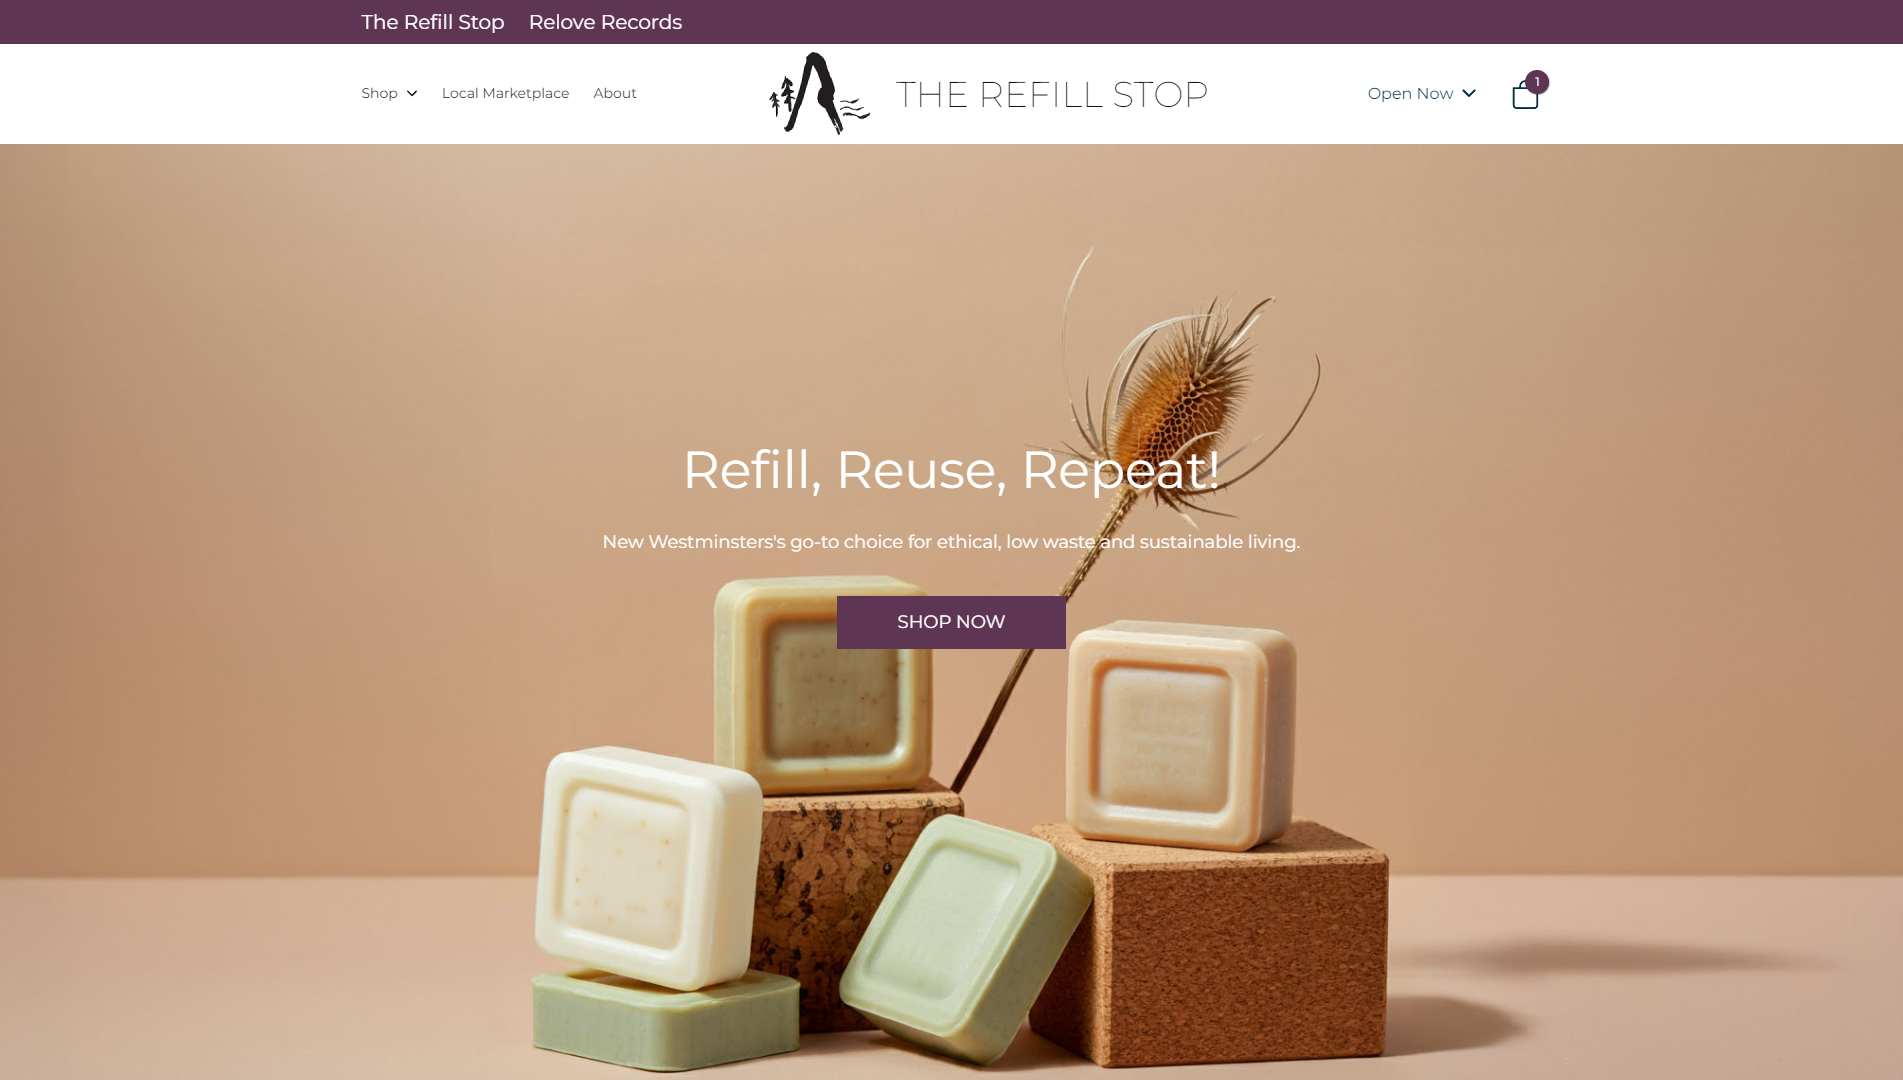 The Refill Stop Relove Records
Shop Local Marketplace About
THE REFILL STOP
Open Now
1
Refill, Reuse, Repeat!
New Westminsters's go-to choice for ethical, low waste and sustainable living.
SHOP NOW